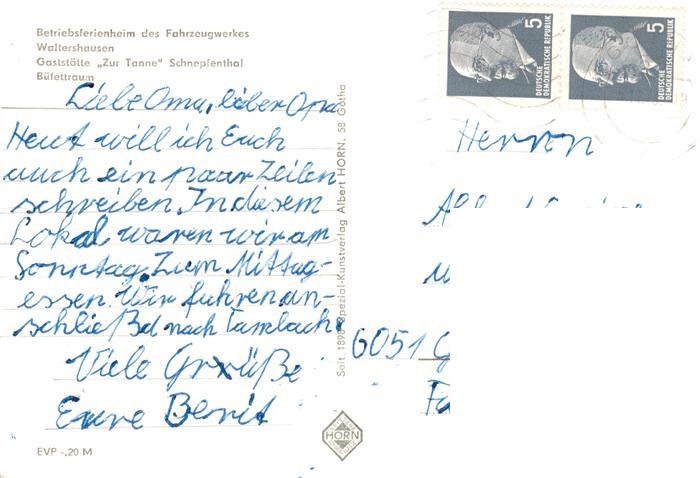 Betriebsferienheim des Fahrzeugwerkes
Waltershausen
Gaststätte „Zur Tanne" Schnepfenthal
Büfettraum
Liebe Oma, lieber Opa
Heut will ich Euch
auch ein paar Zeilen
schreiben. In diesem
Lokal waren wir am
Sonntag. Zum Mittag-
essen. Wir fuhren an-
schließd nach Tambach.
Viele Grüße
Eure Berit
EVP -,20 M
Seit 1898 Spezial-Kunstverlag Albert HORN, 58 Gotha
HORN
5
DEUTSCHE
DEMOKRATISCHE REPUBLIK
5
DEUTSCHE
DEMOKRATISCHE REPUBLIK
Herrn
6051 G